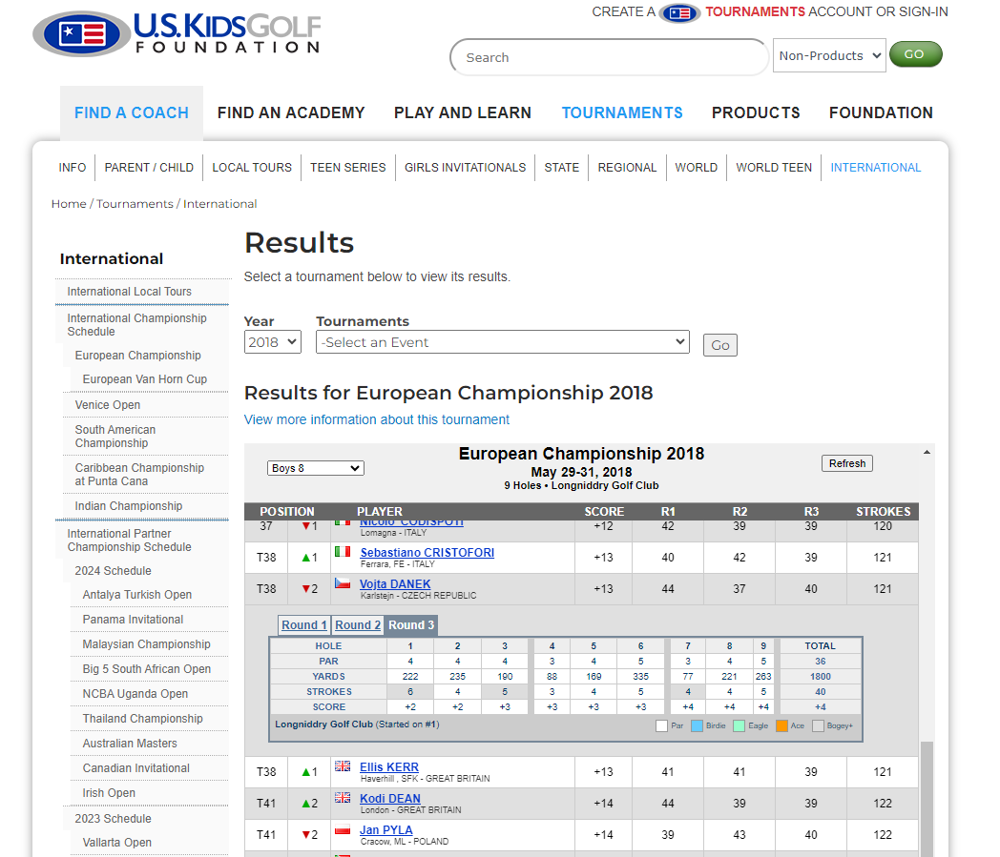 CREATE A TOURNAMENTS ACCOUNT OR SIGN-IN
U.S. KIDS GOLF
FOUNDATION
Search
Non-Products
GO
FIND A COACH FIND AN ACADEMY PLAY AND LEARN TOURNAMENTS PRODUCTS FOUNDATION
INFO PARENT / CHILD LOCAL TOURS TEEN SERIES GIRLS INVITATIONALS STATE REGIONAL WORLD WORLD TEEN INTERNATIONAL
Home / Tournaments / International
International
International Local Tours
International Championship
Schedule
European Championship
European Van Horn Cup
Venice Open
South American
Championship
Caribbean Championship
at Punta Cana
Indian Championship
International Partner
Championship Schedule
2024 Schedule
Antalya Turkish Open
Panama Invitational
Malaysian Championship
Big 5 South African Open
NCBA Uganda Open
Thailand Championship
Australian Masters
Canadian Invitational
Irish Open
2023 Schedule
Vallarta Open
Results
Select a tournament below to view its results.
Year Tournaments
2018 -Select an Event Go
Results for European Championship 2018
View more information about this tournament
European Championship 2018
Boys 8
Refresh
May 29-31, 2018
9 Holes • Longniddry Golf Club
POSITION PLAYER SCORE R1 R2 R3 STROKES
37 ▼1 Nicolo' CODISPOTI +12 42 39 39 120
Lomagna - ITALY
T38 ▲1 Sebastiano CRISTOFORI +13 40 42 39 121
Ferrara, FE - ITALY
T38 ▼2 Vojta DANEK +13 44 37 40 121
Karlstejn - CZECH REPUBLIC
Round 1 Round 2 Round 3
HOLE 1 2 3 4 5 6 7 8 9 TOTAL
PAR 4 4 4 3 4 5 3 4 5 36
YARDS 222 235 190 88 169 335 77 221 263 1800
STROKES 6 4 5 3 4 5 4 4 5 40
SCORE +2 +2 +3 +3 +3 +3 +4 +4 +4 +4
Longniddry Golf Club (Started on #1) Par Birdie Eagle Ace Bogey+
T38 ▲1 Ellis KERR +13 41 41 39 121
Haverhill , SFK - GREAT BRITAIN
T41 ▲2 Kodi DEAN +14 44 39 39 122
London - GREAT BRITAIN
T41 ▼2 Jan PYLA +14 39 43 40 122
Cracow, ML - POLAND